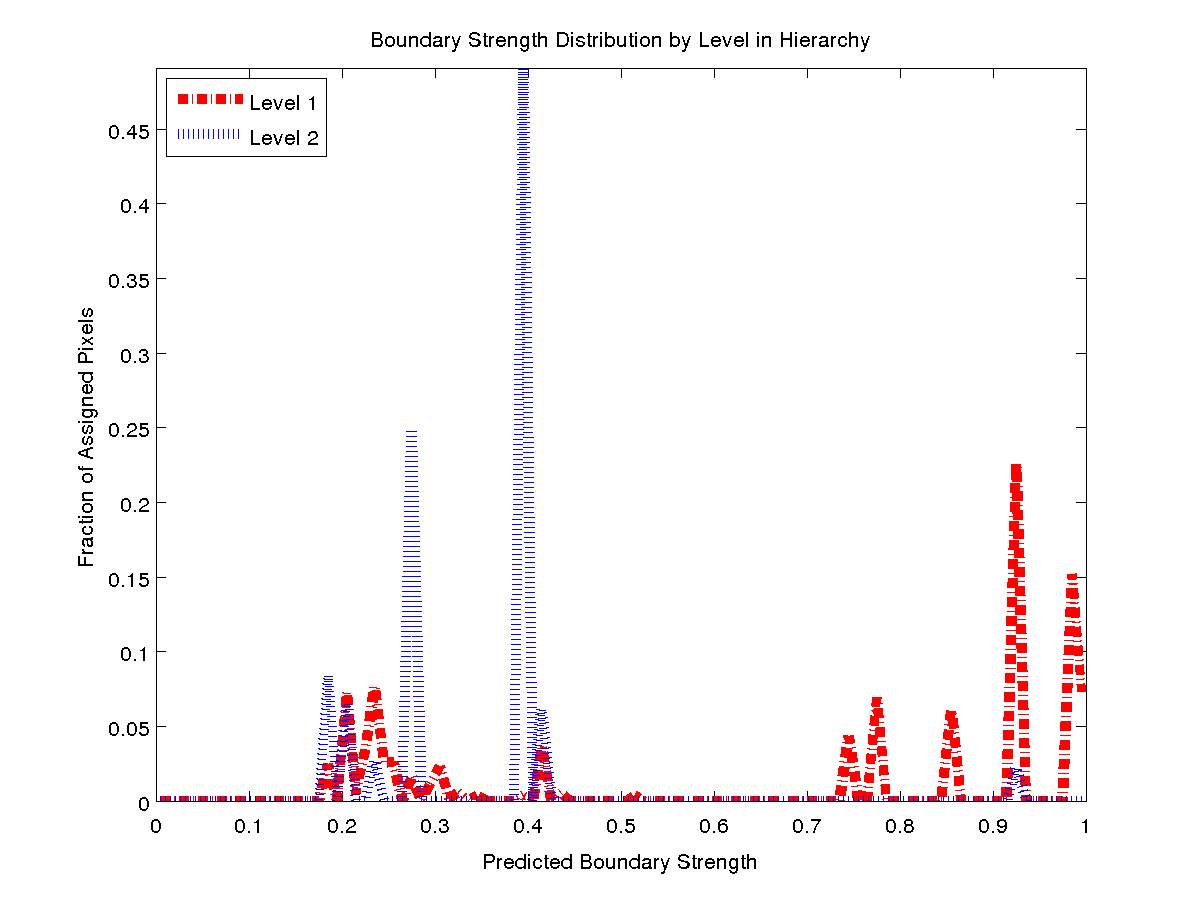 Boundary Strength Distribution by Level in Hierarchy
Level 1
Level 2
0.45
0.4
0.35
0.3
0.25
0.2
0.15
0.1
0.05
0
Fraction of Assigned Pixels
0 0.1 0.2 0.3 0.4 0.5 0.6 0.7 0.8 0.9 1
Predicted Boundary Strength